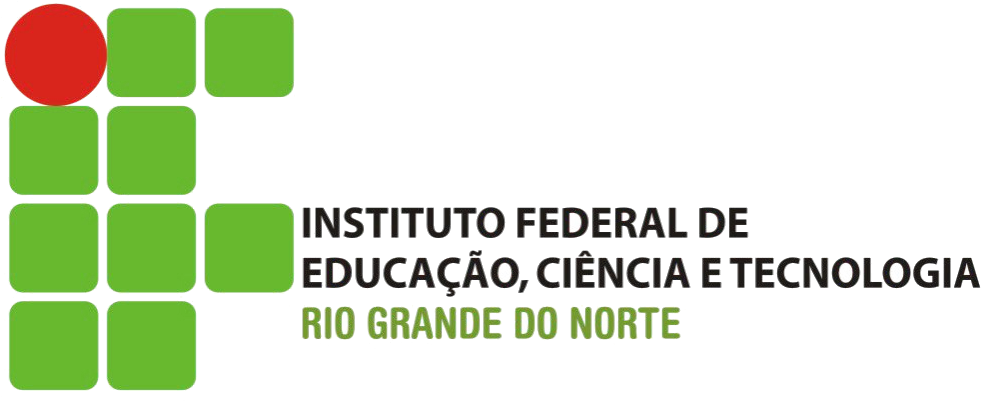 INSTITUTO FEDERAL DE
EDUCAÇÃO, CIÊNCIA E TECNOLOGIA
RIO GRANDE DO NORTE